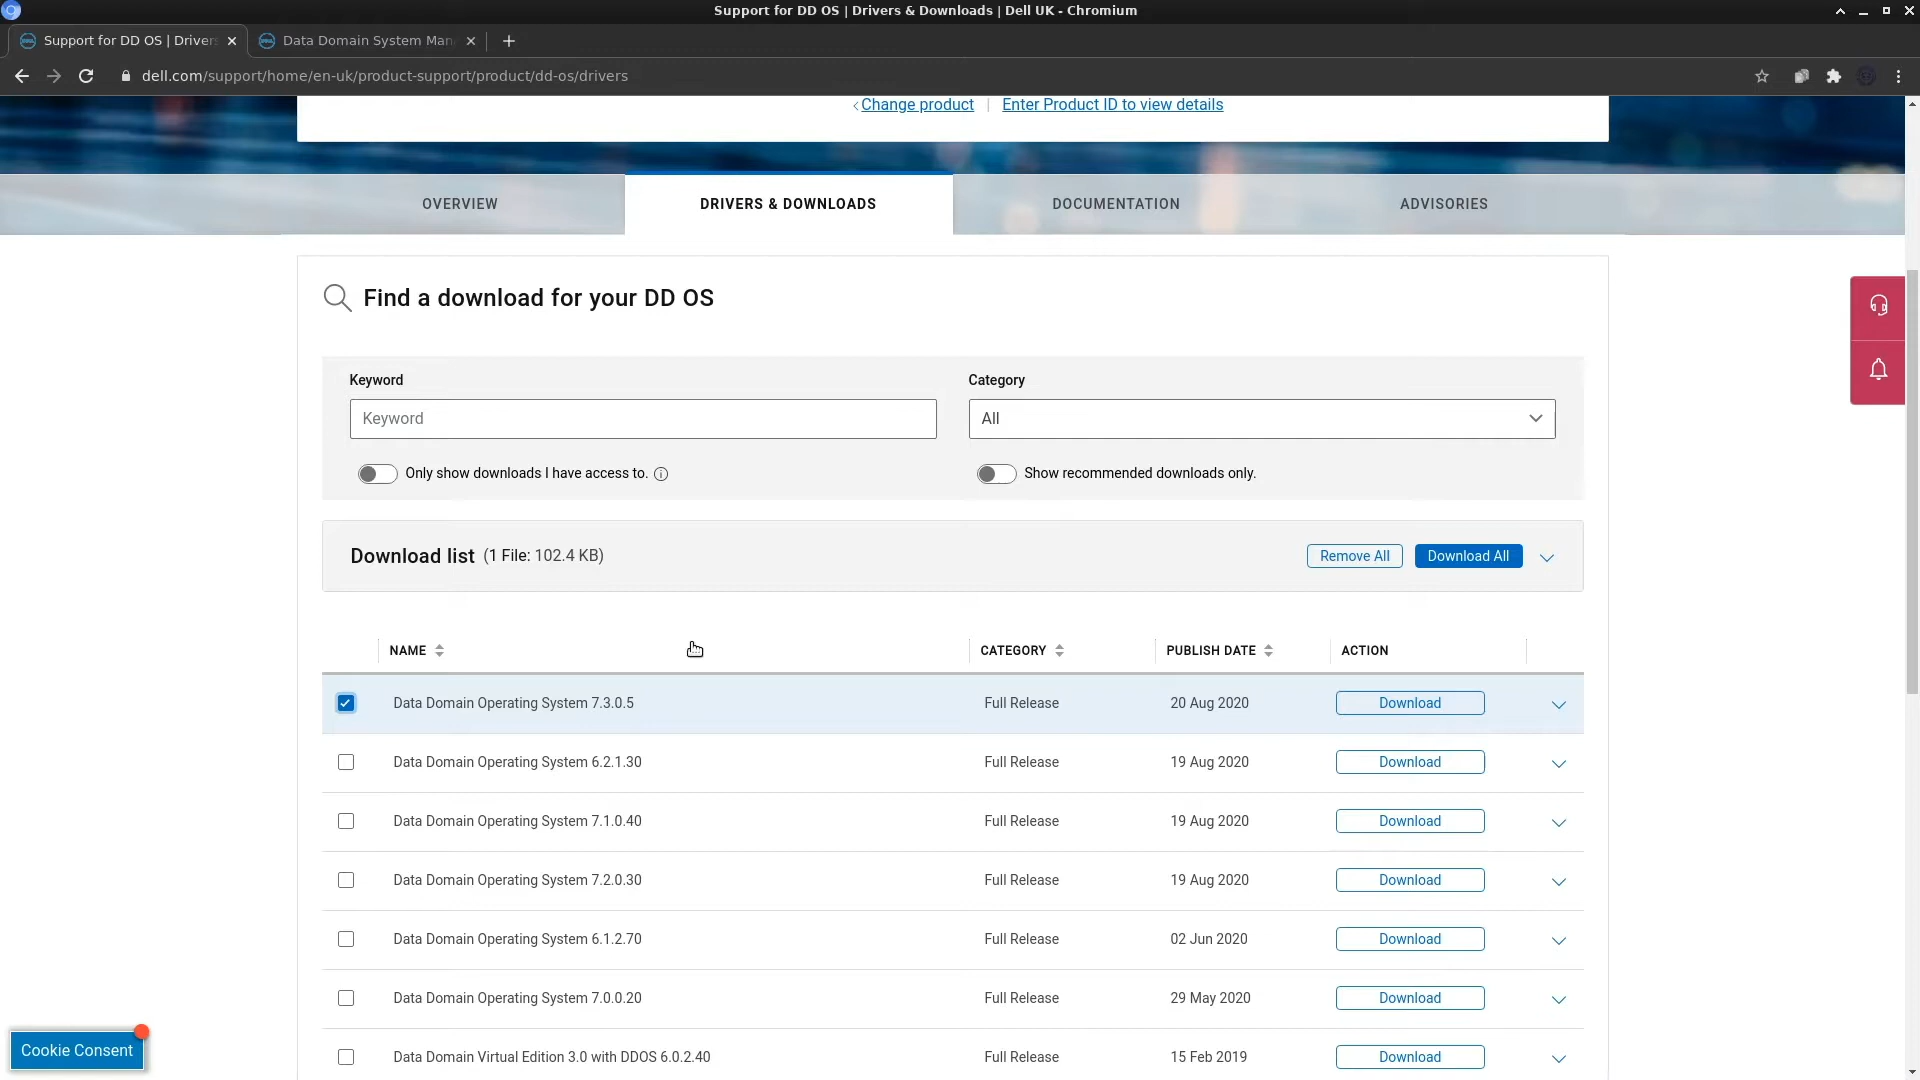 Support for DD OS | Drivers & Downloads | Dell UK - Chromium
Support for DD OS | Driver
Data Domain System Man
dell.com/support/home/en-uk/product-support/product/dd-os/drivers
Change product | Enter Product ID to view details
OVERVIEW
DRIVERS & DOWNLOADS
DOCUMENTATION
ADVISORIES
Find a download for your DD OS
Keyword
Category
Keyword
All
Only show downloads I have access to.
Show recommended downloads only.
Download list (1 File: 102.4 KB)
Remove All
Download All
NAME CATEGORY PUBLISH DATE ACTION
Data Domain Operating System 7.3.0.5 Full Release 20 Aug 2020 Download
Data Domain Operating System 6.2.1.30 Full Release 19 Aug 2020 Download
Data Domain Operating System 7.1.0.40 Full Release 19 Aug 2020 Download
Data Domain Operating System 7.2.0.30 Full Release 19 Aug 2020 Download
Data Domain Operating System 6.1.2.70 Full Release 02 Jun 2020 Download
Data Domain Operating System 7.0.0.20 Full Release 29 May 2020 Download
Data Domain Virtual Edition 3.0 with DDOS 6.0.2.40 Full Release 15 Feb 2019 Download
Cookie Consent